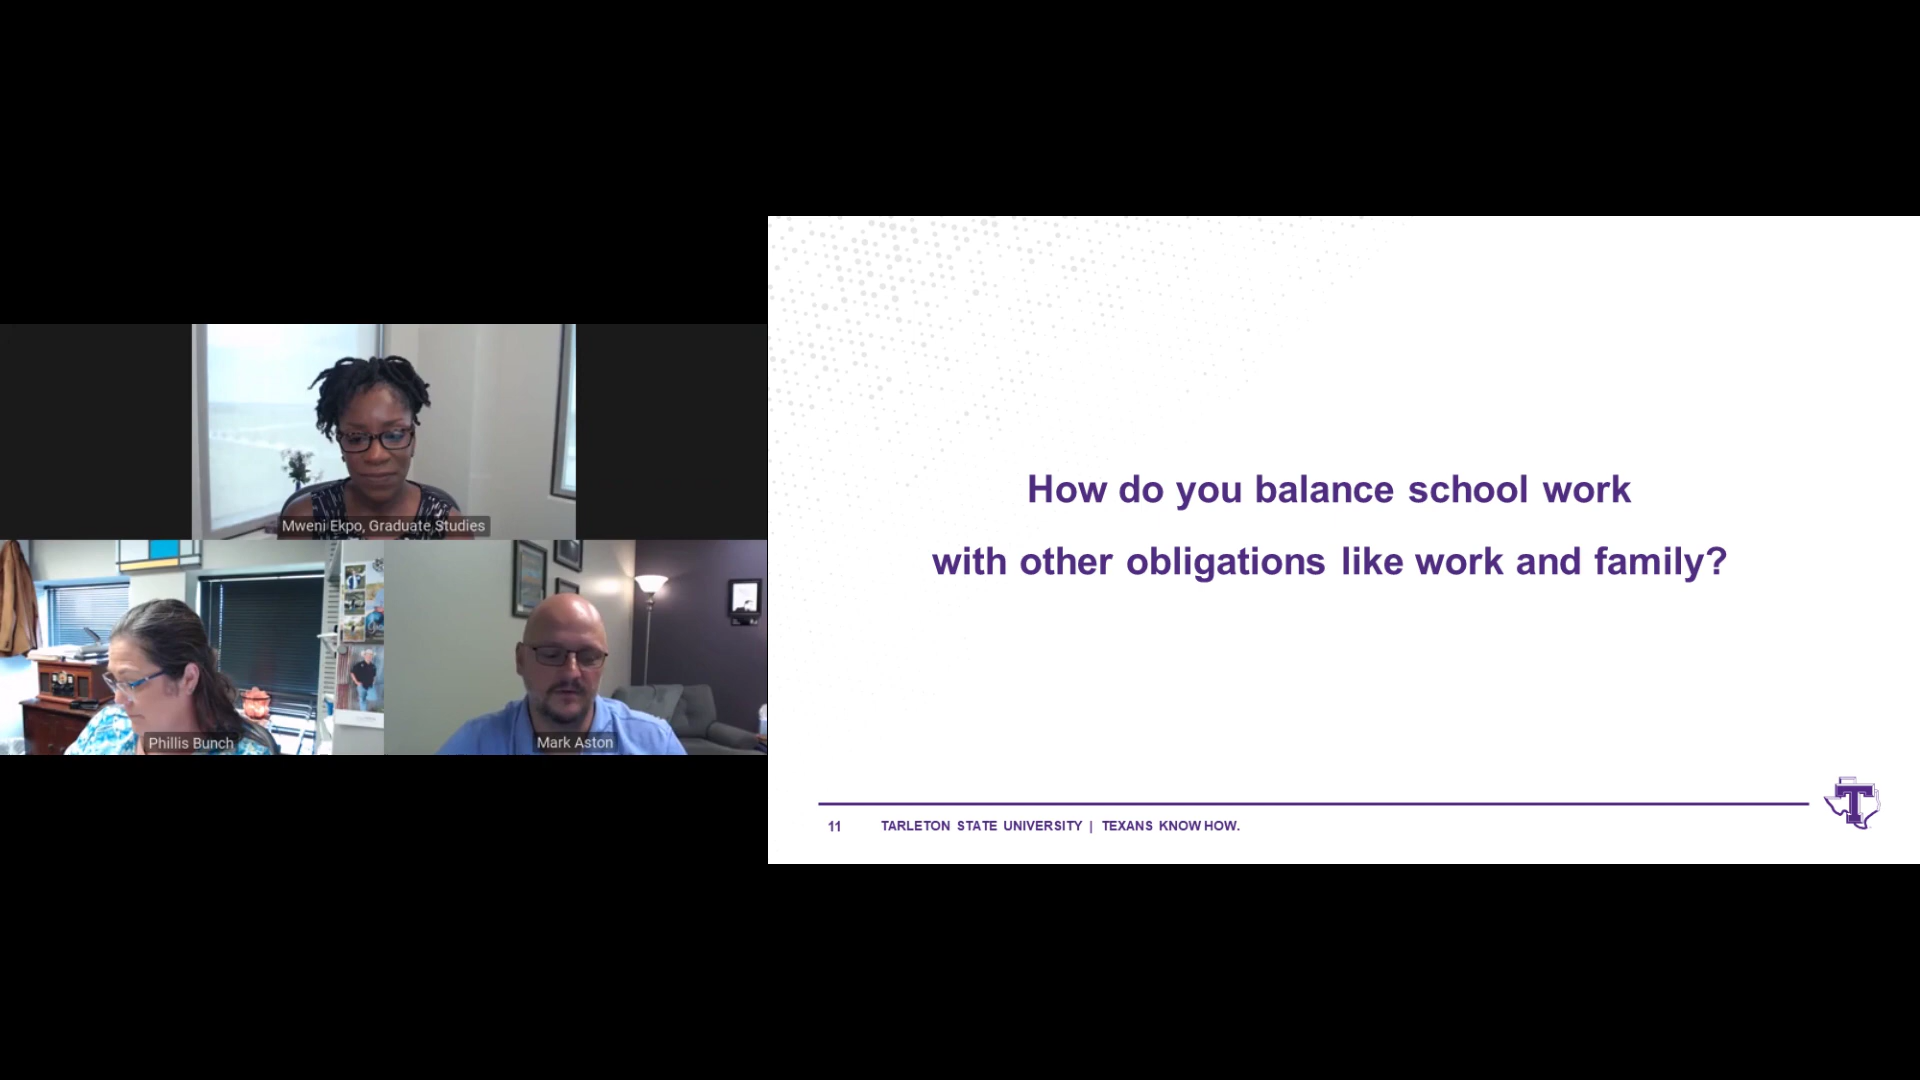 Mweni Ekpo, Graduate Studies
Phillis Bunch
Mark Aston
How do you balance school work
with other obligations like work and family?
11 TARLETON STATE UNIVERSITY | TEXANS KNOW HOW.
T